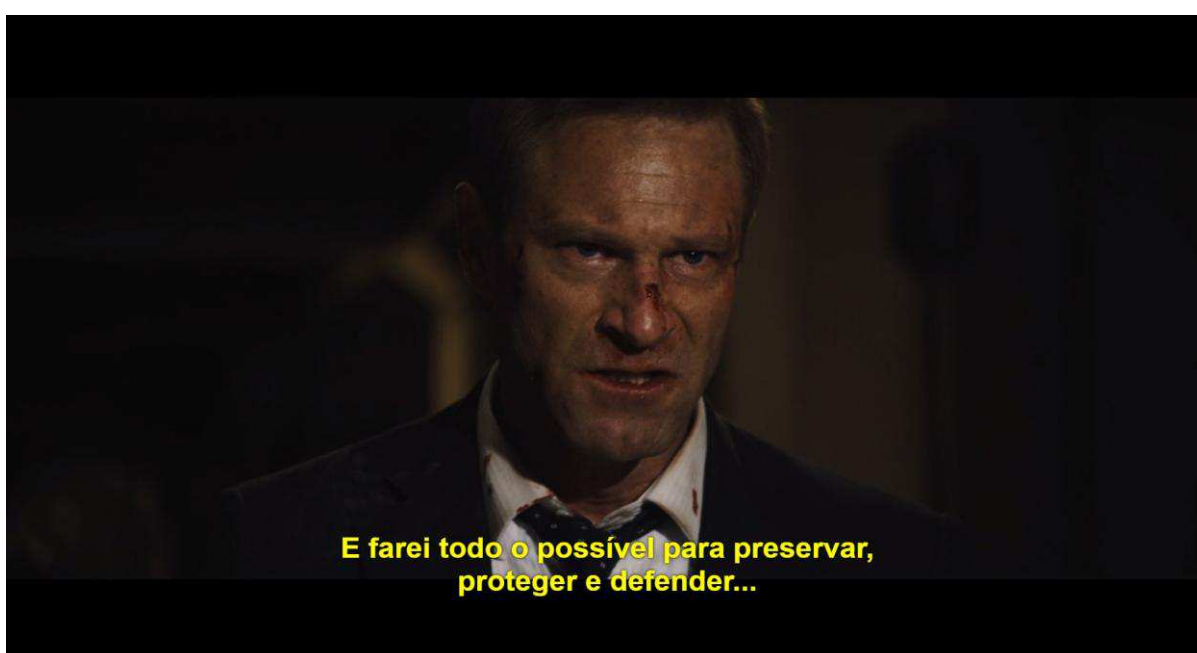 E farei todo o possível para preservar,
proteger e defender...